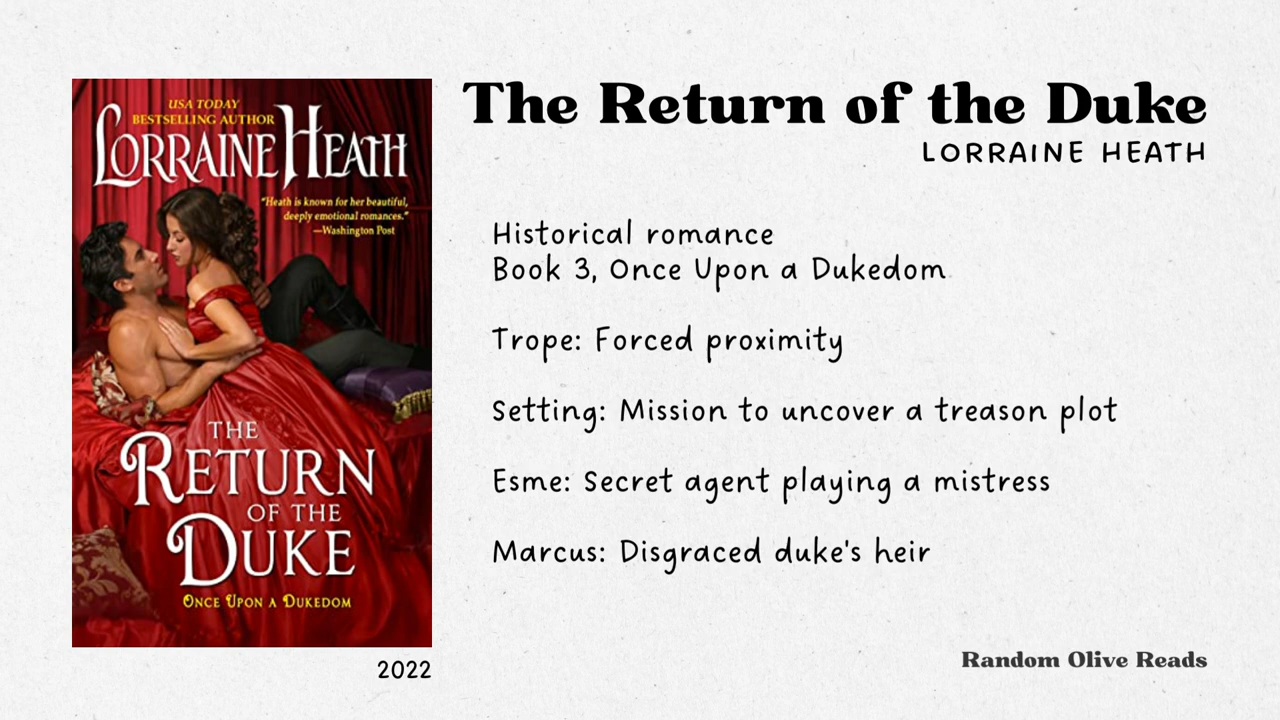 USA TODAY
BESTSELLING AUTHOR
LORRAINE HEATH
"Heath is known for her beautiful,
deeply emotional romances."
—Washington Post
THE
RETURN
OF THE
DUKE
ONCE UPON A DUKEDOM
2022
The Return of the Duke
LORRAINE HEATH
Historical romance
Book 3, Once Upon a Dukedom
Trope: Forced proximity
Setting: Mission to uncover a treason plot
Esme: Secret agent playing a mistress
Marcus: Disgraced duke's heir
Random Olive Reads